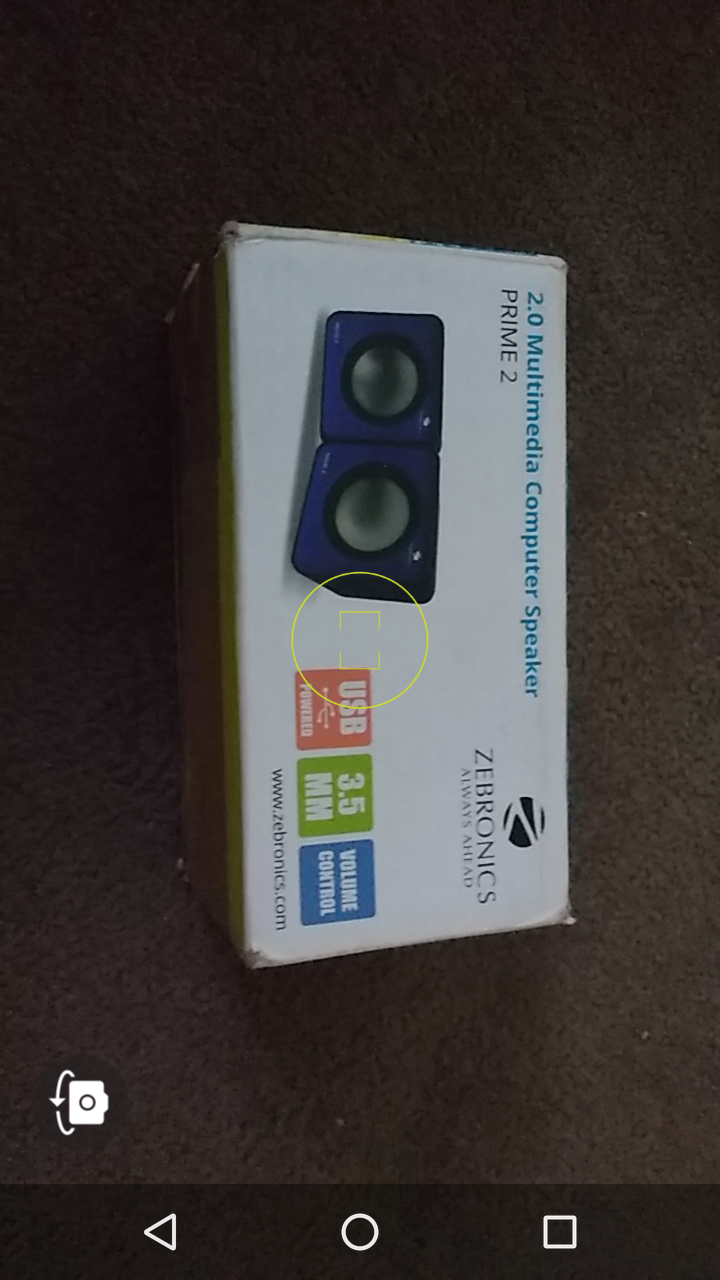 2.0 Multimedia Computer Speaker
PRIME 2
ZEBRONICS
ALWAYS AHEAD
USB
POWERED
3.5
MM
VOLUME
CONTROL
www.zebronics.com